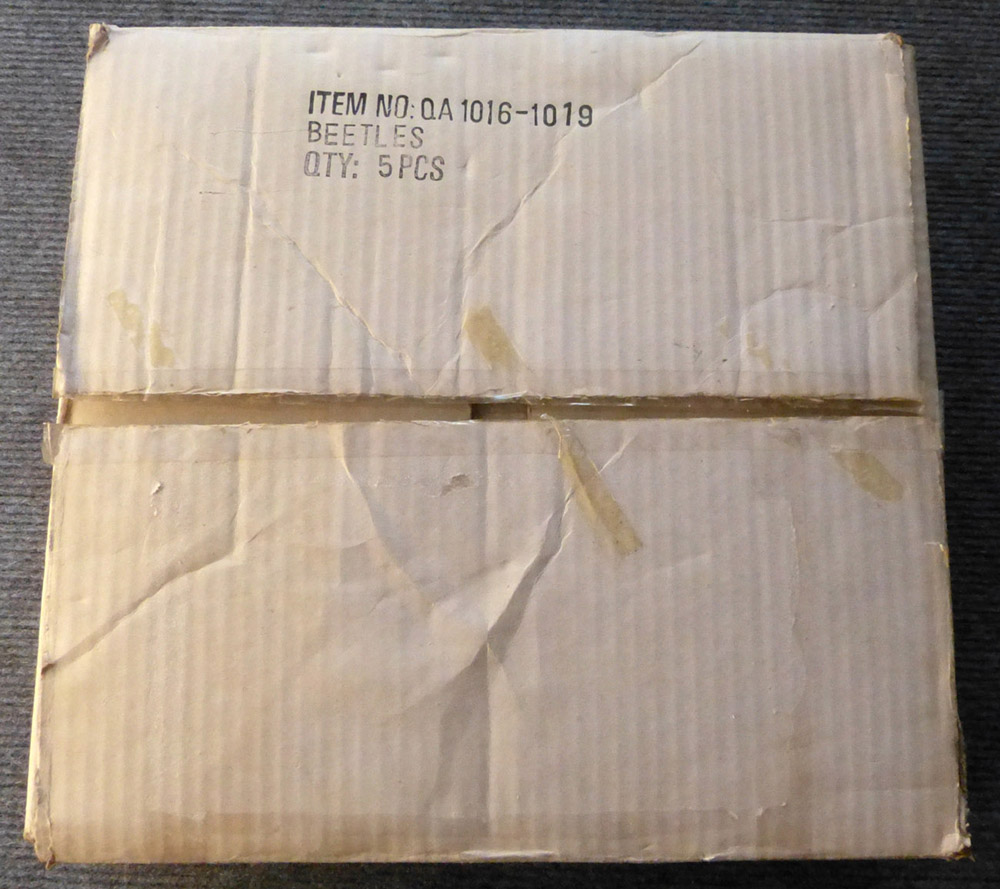 ITEM NO: QA 1016-1019
BEETLES
QTY: 5 PCS